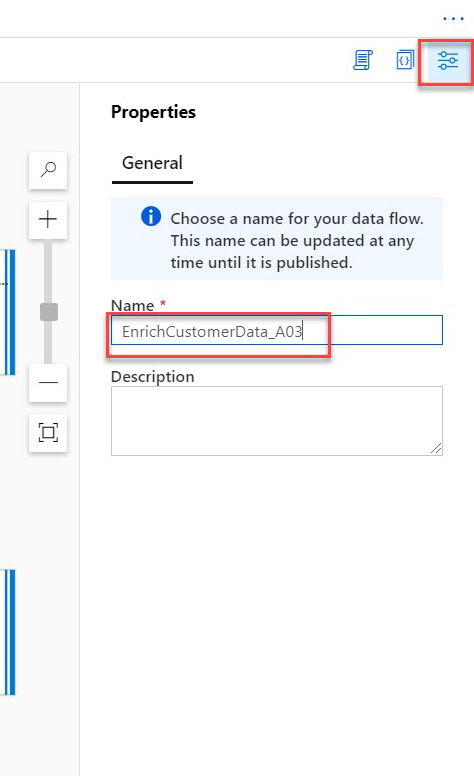 Properties
General
Choose a name for your data flow.
This name can be updated at any
time until it is published.
Name *
EnrichCustomerData_A03
Description